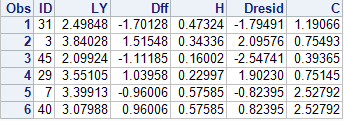 Obs ID LY Dff H Dresid C
1 31 2.49848 -1.70128 0.47324 -1.79491 1.19066
2 3 3.84028 1.51548 0.34336 2.09576 0.75493
3 45 2.09924 -1.11185 0.16002 -2.54741 0.39365
4 29 3.55105 1.03958 0.22997 1.90230 0.75145
5 7 3.39913 -0.96006 0.57585 -0.82395 2.52792
6 40 3.07988 0.96006 0.57585 0.82395 2.52792